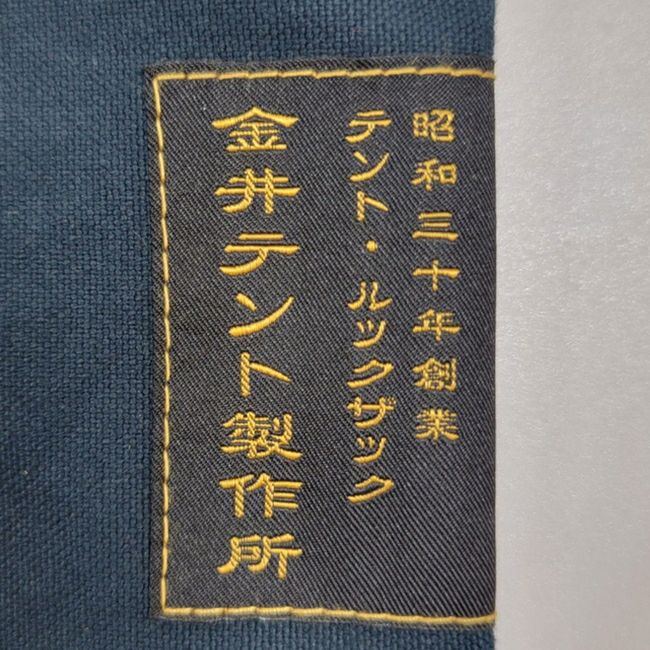 昭和三十年創業
テント・ルックザック
金井テント製作所